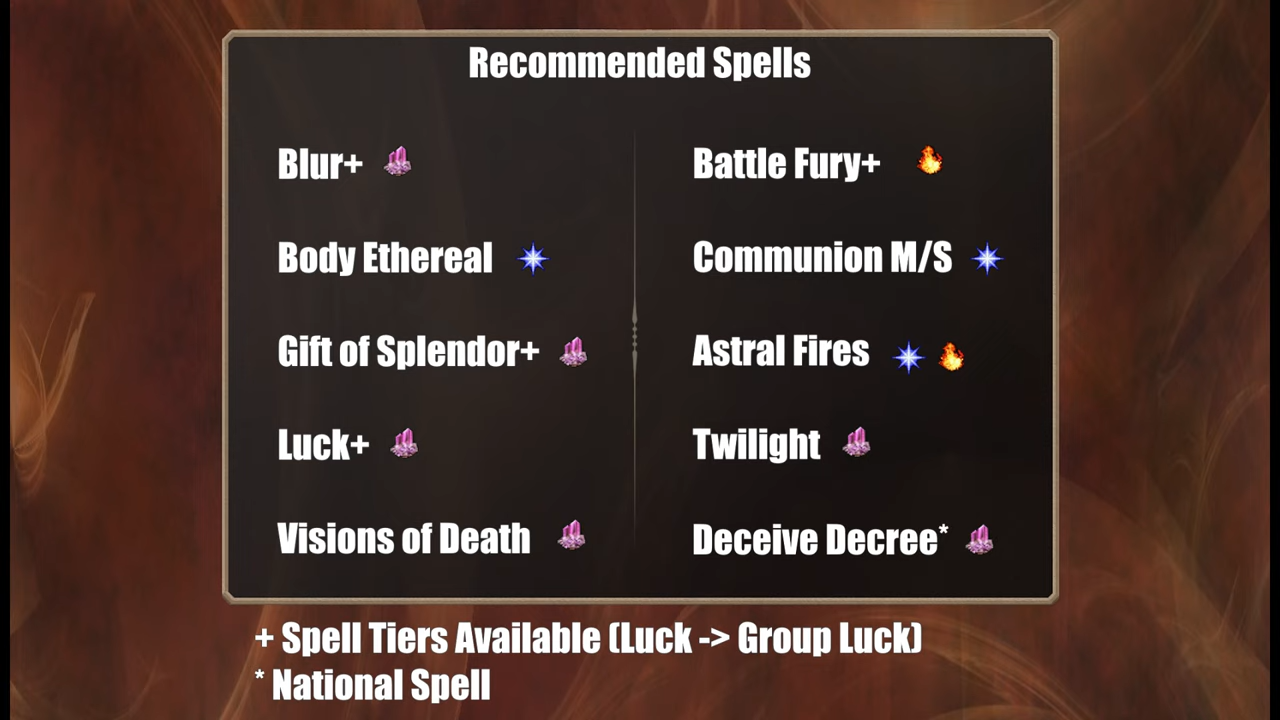 Recommended Spells
Blur+
Body Ethereal
Gift of Splendor+
Luck+
Visions of Death
Battle Fury+
Communion M/S
Astral Fires
Twilight
Deceive Decree*
+ Spell Tiers Available (Luck -> Group Luck)
* National Spell